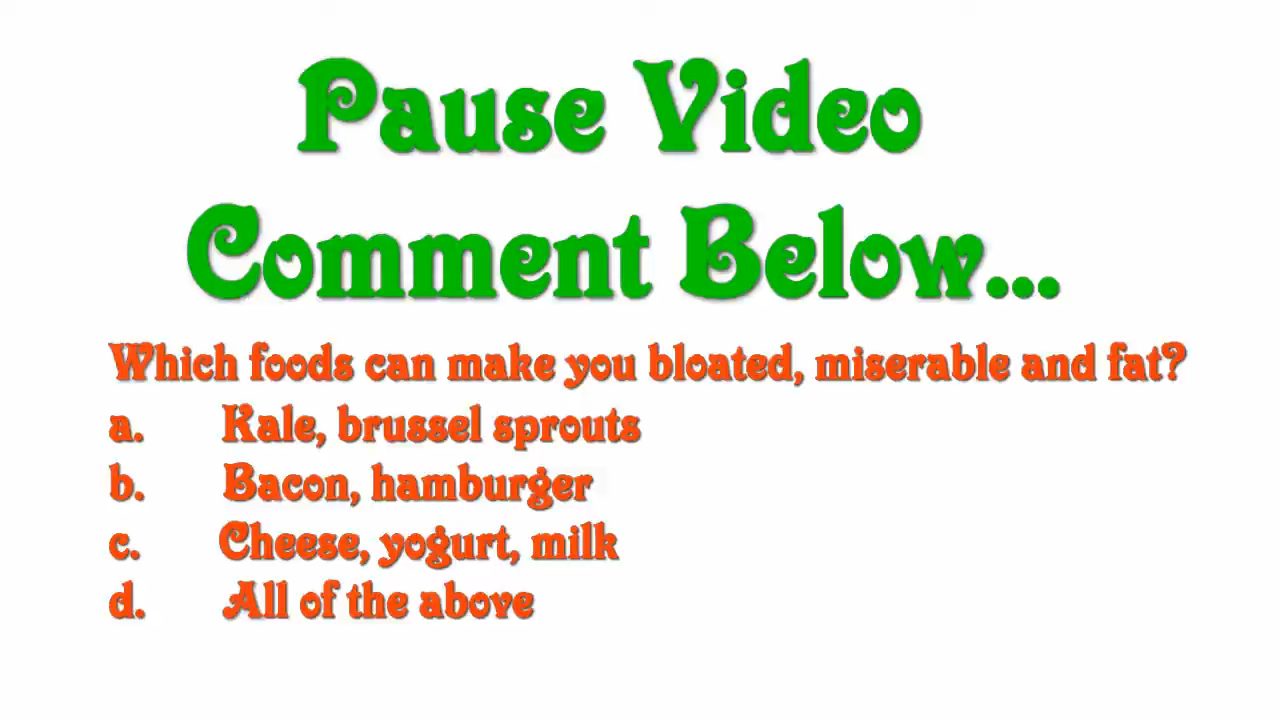 Pause Video
Comment Below...
Which foods can make you bloated, miserable and fat?
a. Kale, brussel sprouts
b. Bacon, hamburger
c. Cheese, yogurt, milk
d. All of the above